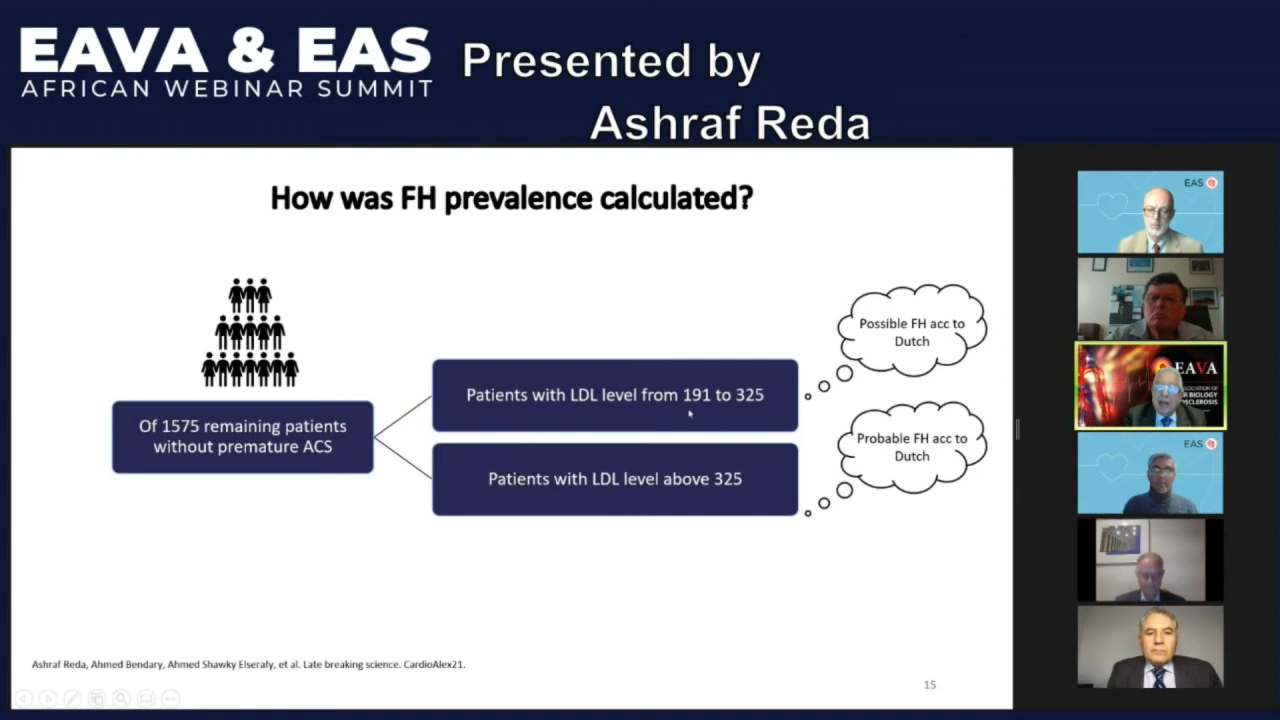 EAVA & EAS
AFRICAN WEBINAR SUMMIT
Presented by
Ashraf Reda
How was FH prevalence calculated?
Of 1575 remaining patients
without premature ACS
Patients with LDL level from 191 to 325
Patients with LDL level above 325
Possible FH acc to
Dutch
Probable FH acc to
Dutch
Ashraf Reda, Ahmed Bendary, Ahmed Shawky Elserafy, et al. Late breaking science. CardioAlex21.
15
EAS
EAVA
EAS